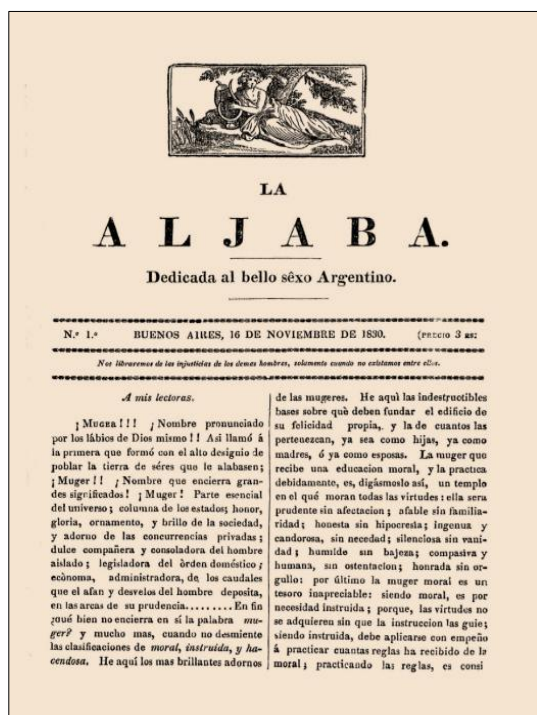 LA
ALJABA.
Dedicada al bello sêxo Argentino.
N.º 1.º BUENOS AIRES, 16 DE NOVIEMBRE DE 1830. (PRECIO 3 RS:
Nos libraremos de las injusticias de los demas hombres, solamente cuando no existamos entre ellos.
A mis lectoras.
¡ MUGER ! ! ! ¡ Nombre pronunciado
por los lábios de Dios mismo ! ! Asi llamó á
la primera que formó con el alto designio de
poblar la tierra de séres que le alabasen ;
¡ Muger ! ! ¡ Nombre que encierra gran-
des significados ! ¡ Muger ! Parte esencial
del universo ; columna de los estados; honor,
gloria, ornamento, y brillo de la sociedad,
y adorno de las concurrencias privadas ;
dulce compañera y consoladora del hombre
aislado ; legisladora del òrden doméstico ;
ecònoma, administradora, de los caudales
que el afan y desvelos del hombre deposita,
en las arcas de su prudencia......... En fin
¿què bien no encierra en sí la palabra mu-
ger? y mucho mas, cuando no desmiente
las clasificaciones de moral, instruida, y ha-
cendosa. He aquì los mas brillantes adornos
de las mugeres. He aquì las indestructibles
bases sobre què deben fundar el edificio de
su felicidad propia, y la de cuantos las
pertenezcan, ya sea como hijas, ya como
madres, ó ya como esposas. La muger que
recibe una educacion moral, y la practica
debidamente, es, digásmoslo así, un templo
en el qué moran todas las virtudes : ella sera
prudente sin afectacion ; afable sin familia-
ridad ; honesta sin hipocresía ; ingenua y
candorosa, sin necedad; silenciosa sin vani-
dad ; humilde sin bajeza; compasiva y
humana, sin ostentacion; honrada sin or-
gullo: por último la muger moral es un
tesoro inapreciable: siendo moral, es por
necesidad instruida ; porque, las virtudes no
se adquieren sin que la instruccion las guie;
siendo instruida, debe aplicarse con empeño
á practicar cuantas reglas ha recibido de la
moral ; practicando las reglas, es consi